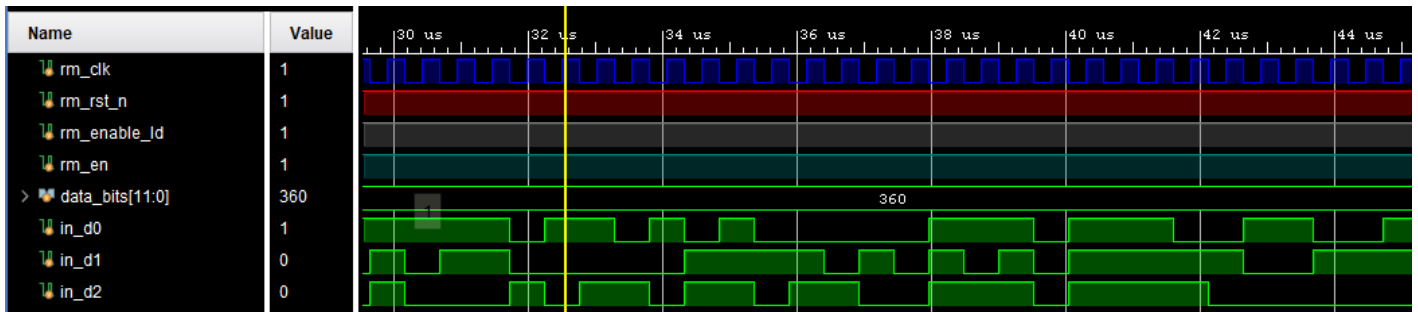 Name Value 30 us 32 us 34 us 36 us 38 us 40 us 42 us 44 us
rm_clk 1
rm_rst_n 1
rm_enable_ld 1
rm_en 1
data_bits[11:0] 360 360
in_d0 1
in_d1 0
in_d2 0